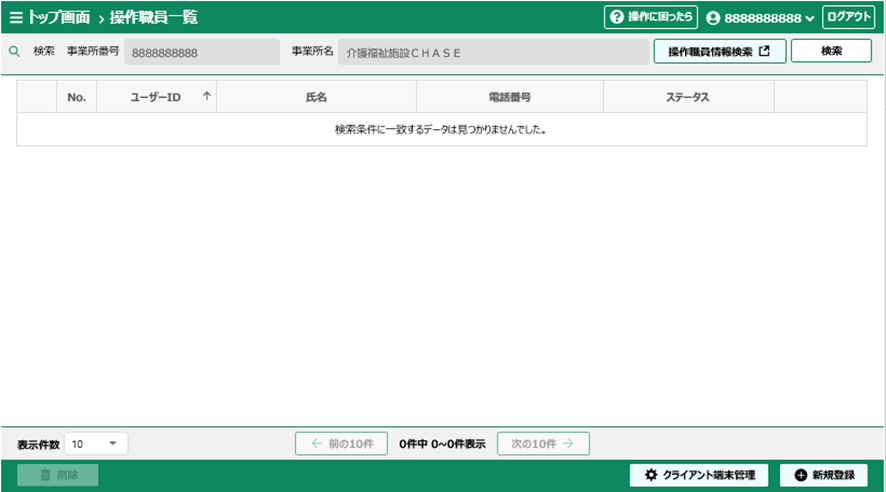 トップ画面 > 操作職員一覧 操作に困ったら 8888888888 ログアウト
検索 事業所番号 8888888888 事業所名 介護福祉施設CHASE 操作職員情報検索 検索
No. ユーザーID ↑ 氏名 電話番号 ステータス
検索条件に一致するデータは見つかりませんでした。
表示件数 10 ← 前の10件 0件中 0~0件表示 次の10件 →
削除 クライアント端末管理 新規登録